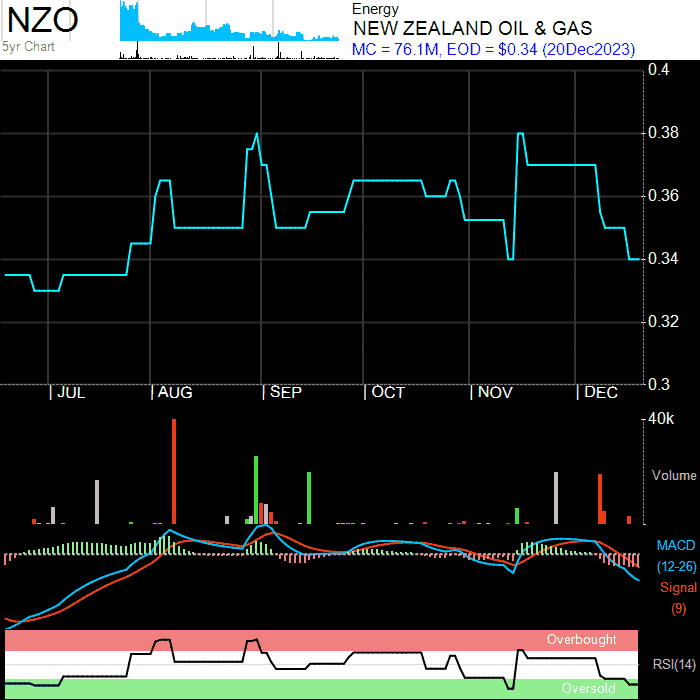 NZO
5yr Chart
Energy
NEW ZEALAND OIL & GAS
MC = 76.1M, EOD = $0.34 (20Dec2023)
0.4
0.38
0.36
0.34
0.32
0.3
| JUL | AUG | SEP | OCT | NOV | DEC
40k
Volume
MACD
(12-26)
Signal
(9)
Overbought
RSI(14)
Oversold